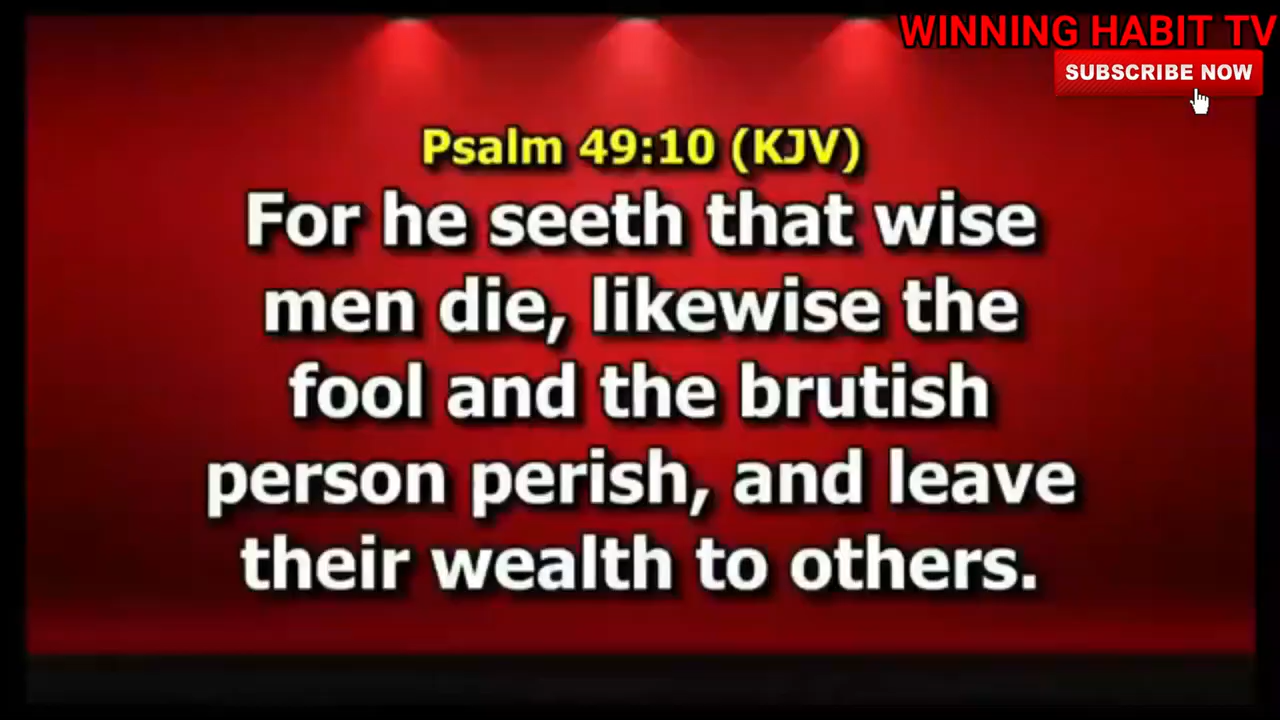 WINNING HABIT TV
SUBSCRIBE NOW
Psalm 49:10 (KJV)
For he seeth that wise
men die, likewise the
fool and the brutish
person perish, and leave
their wealth to others.